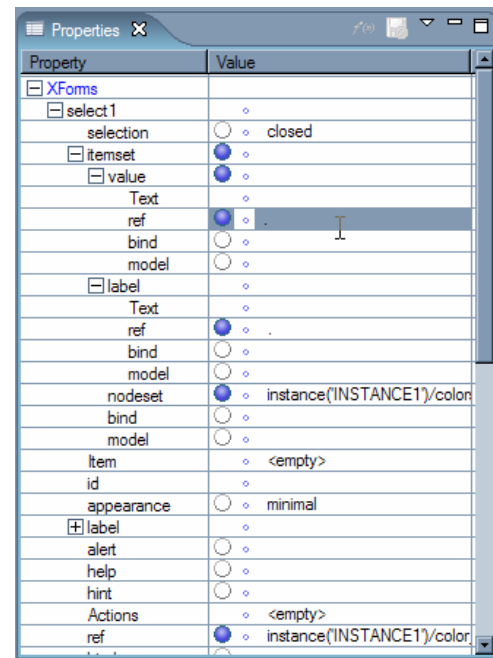 Properties
f(x)
Property Value
XForms
select1
selection closed
itemset
value
Text
ref .
bind
model
label
Text
ref .
bind
model
nodeset instance('INSTANCE1')/color
bind
model
Item <empty>
id
appearance minimal
label
alert
help
hint
Actions <empty>
ref instance('INSTANCE1')/color_